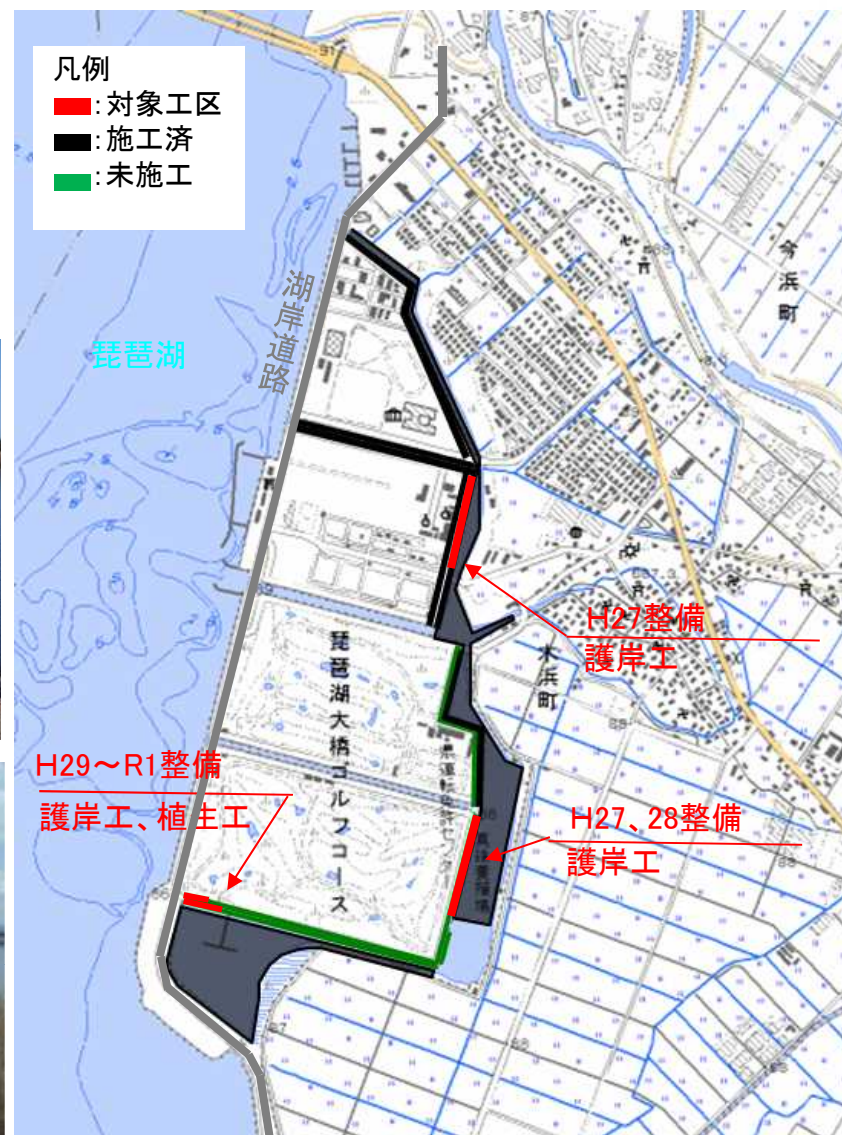 凡例
:対象工区
:施工済
:未施工
湖岸道路
琵琶湖
今浜町
H27整備
護岸工
木浜町
琵琶湖大橋ゴルフコース
H29～R1整備
護岸工、植生工
H27、28整備
護岸工